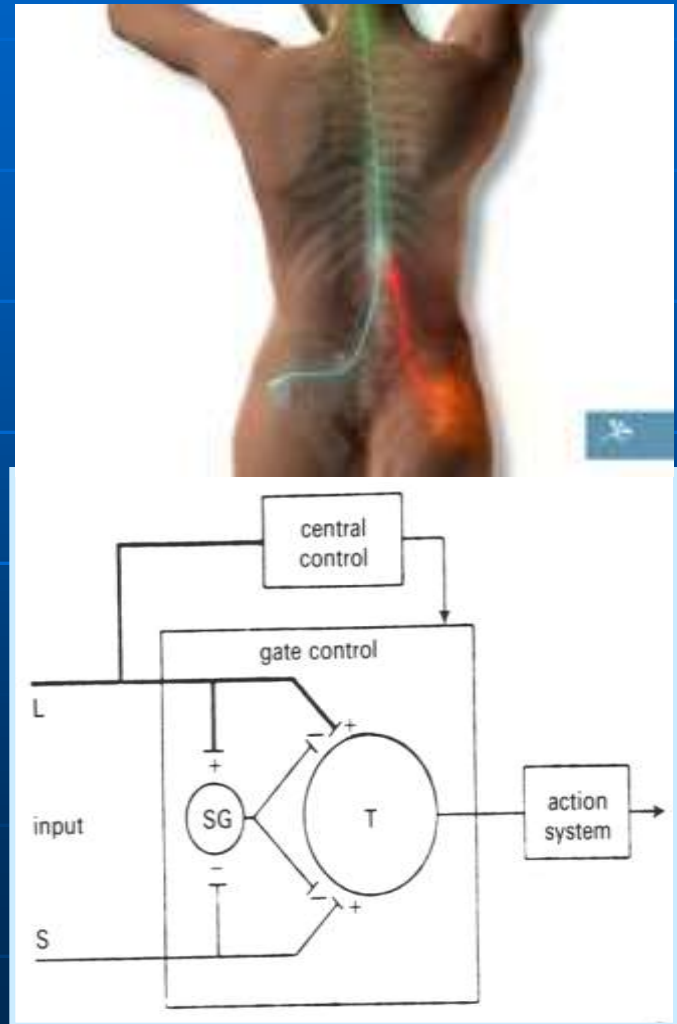 central
control
gate control
L
+
+
SG
T
input
action
system
−
+
S